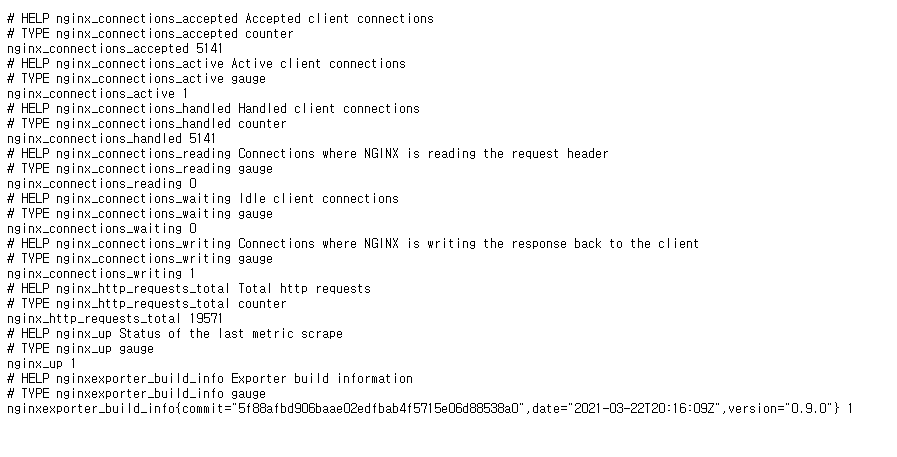 # HELP nginx_connections_accepted Accepted client connections
# TYPE nginx_connections_accepted counter
nginx_connections_accepted 5141
# HELP nginx_connections_active Active client connections
# TYPE nginx_connections_active gauge
nginx_connections_active 1
# HELP nginx_connections_handled Handled client connections
# TYPE nginx_connections_handled counter
nginx_connections_handled 5141
# HELP nginx_connections_reading Connections where NGINX is reading the request header
# TYPE nginx_connections_reading gauge
nginx_connections_reading 0
# HELP nginx_connections_waiting Idle client connections
# TYPE nginx_connections_waiting gauge
nginx_connections_waiting 0
# HELP nginx_connections_writing Connections where NGINX is writing the response back to the client
# TYPE nginx_connections_writing gauge
nginx_connections_writing 1
# HELP nginx_http_requests_total Total http requests
# TYPE nginx_http_requests_total counter
nginx_http_requests_total 19571
# HELP nginx_up Status of the last metric scrape
# TYPE nginx_up gauge
nginx_up 1
# HELP nginxexporter_build_info Exporter build information
# TYPE nginxexporter_build_info gauge
nginxexporter_build_info{commit="5f88afbd906baae02edfbab4f5715e06d88538a0",date="2021-03-22T20:16:09Z",version="0.9.0"} 1